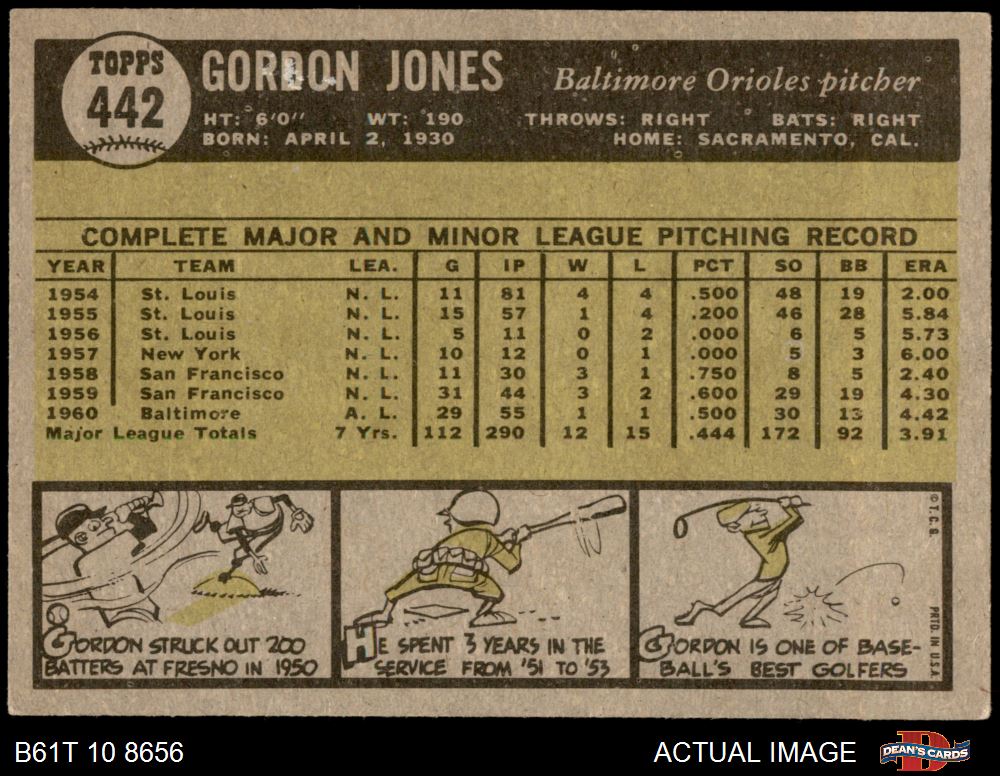 TOPPS
442
GORDON JONES
Baltimore Orioles pitcher
HT: 6'0" WT: 190 THROWS: RIGHT BATS: RIGHT
BORN: APRIL 2, 1930 HOME: SACRAMENTO, CAL.
COMPLETE MAJOR AND MINOR LEAGUE PITCHING RECORD
YEAR TEAM LEA. G IP W L PCT SO BB ERA
1954 St. Louis N. L. 11 81 4 4 .500 48 19 2.00
1955 St. Louis N. L. 15 57 1 4 .200 46 28 5.84
1956 St. Louis N. L. 5 11 0 2 .000 6 5 5.73
1957 New York N. L. 10 12 0 1 .000 5 3 6.00
1958 San Francisco N. L. 11 30 3 1 .750 8 5 2.40
1959 San Francisco N. L. 31 44 3 2 .600 29 19 4.30
1960 Baltimore A. L. 29 55 1 1 .500 30 13 4.42
Major League Totals 7 Yrs. 112 290 12 15 .444 172 92 3.91
GORDON STRUCK OUT 200
BATTERS AT FRESNO IN 1950
HE SPENT 3 YEARS IN THE
SERVICE FROM '51 TO '53
GORDON IS ONE OF BASE-
BALL'S BEST GOLFERS
© T. C. G.
PRTD. IN U.S.A.
B61T 10 8656
ACTUAL IMAGE
D
DEAN'S CARDS